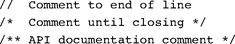 //  Comment to end of line
/*  Comment until closing */
/** API documentation comment */